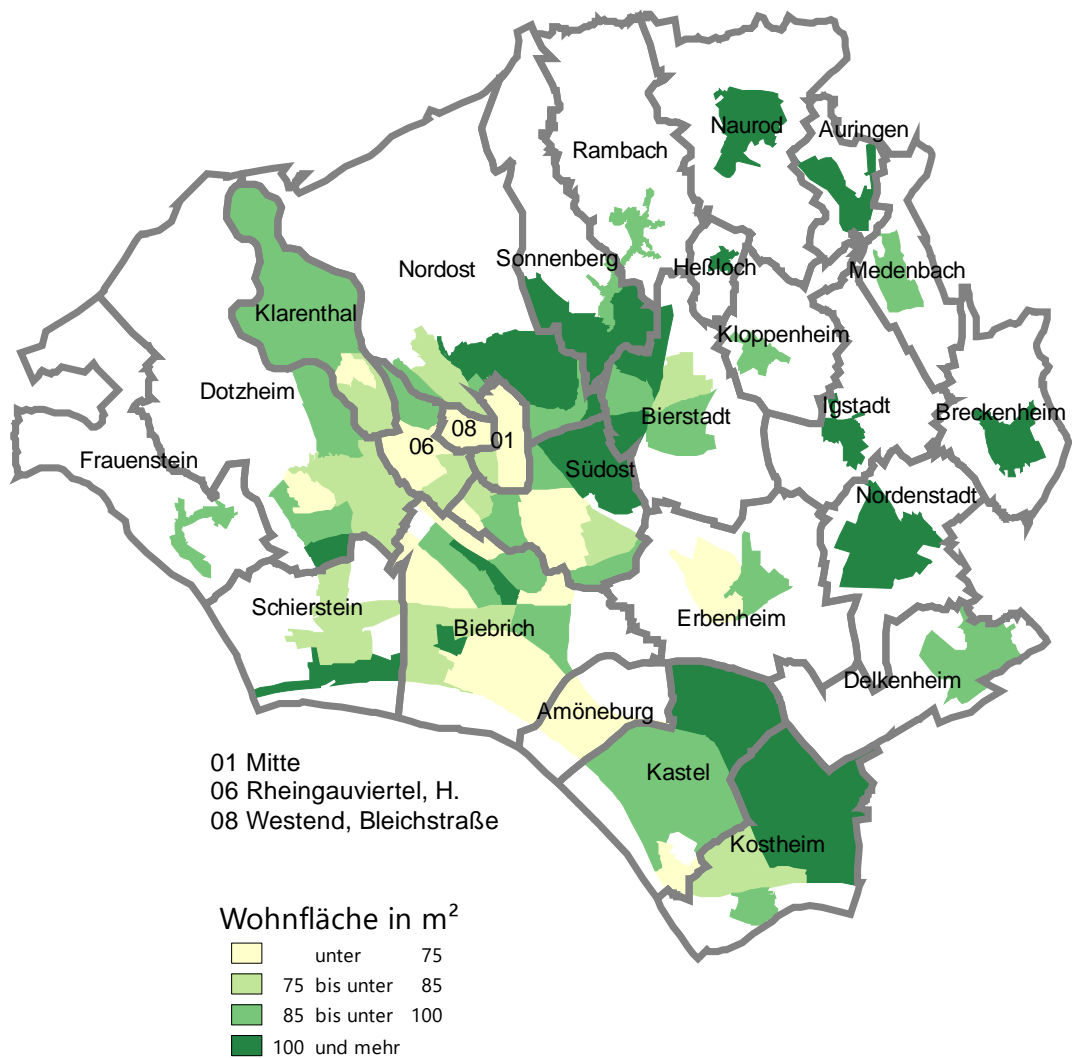 Naurod
Auringen
Rambach
Sonnenberg
Nordost
Heßloch
Medenbach
Klarenthal
Kloppenheim
Dotzheim
Igstadt
Breckenheim
Bierstadt
08
01
06
Frauenstein
Südost
Nordenstadt
Schierstein
Erbenheim
Biebrich
Delkenheim
Amöneburg
Kastel
Kostheim
01 Mitte
06 Rheingauviertel, H.
08 Westend, Bleichstraße
Wohnfläche in m²
unter 75
75 bis unter 85
85 bis unter 100
100 und mehr